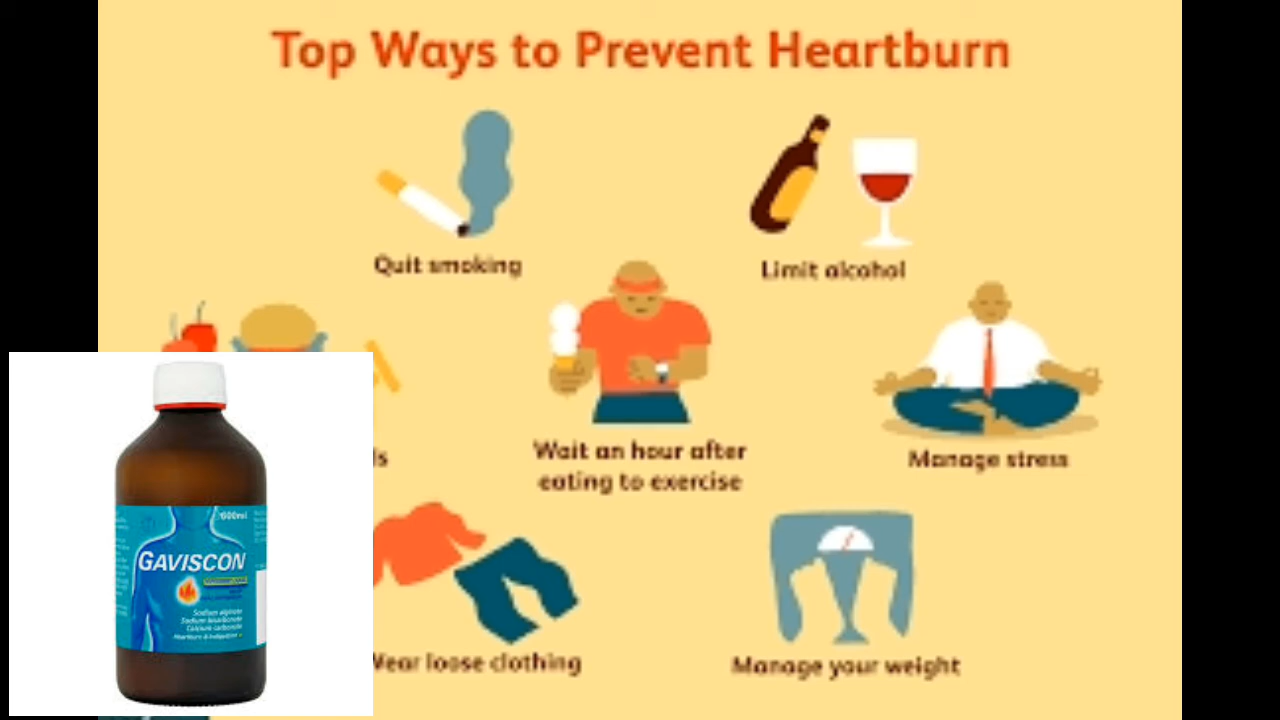 Top Ways to Prevent Heartburn
Quit smoking
Limit alcohol
Wait an hour after
eating to exercise
Manage stress
600ml
GAVISCON
Sodium alginate
Sodium bicarbonate
Calcium carbonate
Heartburn & Indigestion
Wear loose clothing
Manage your weight